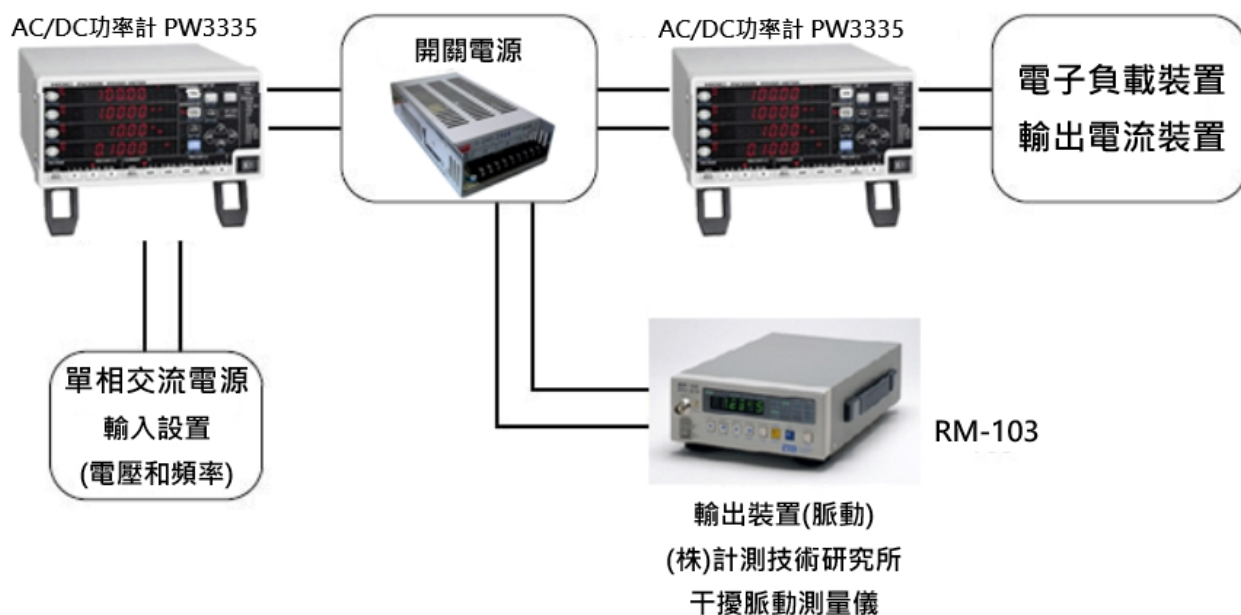 AC/DC功率計 PW3335
開關電源
AC/DC功率計 PW3335
電子負載裝置
輸出電流裝置
單相交流電源
輸入設置
(電壓和頻率)
RM-103
輸出裝置(脈動)
(株)計測技術研究所
干擾脈動測量儀